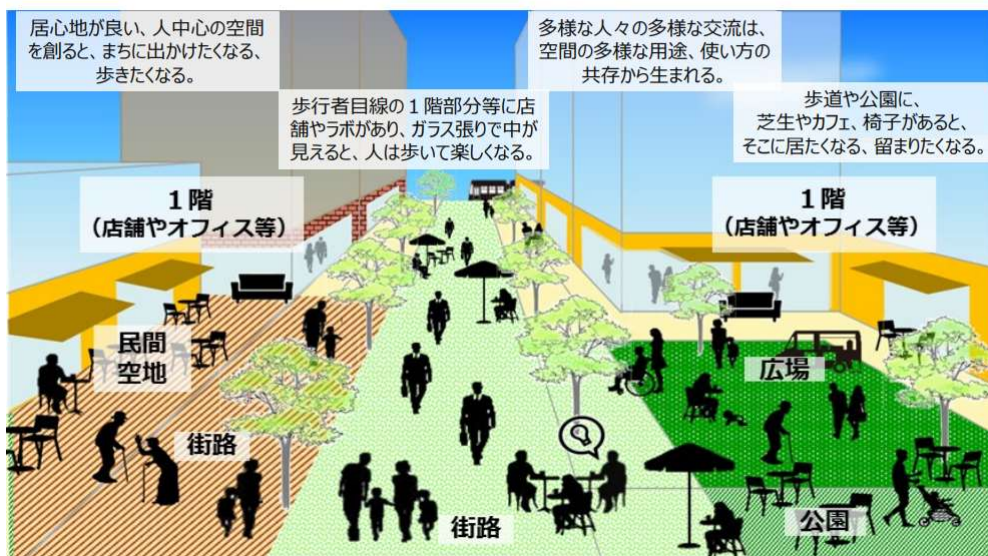 居心地が良い、人中心の空間
を創ると、まちに出かけたくなる、
歩きたくなる。
多様な人々の多様な交流は、
空間の多様な用途、使い方の
共存から生まれる。
歩行者目線の１階部分等に店
舗やラボがあり、ガラス張りで中が
見えると、人は歩いて楽しくなる。
歩道や公園に、
芝生やカフェ、椅子があると、
そこに居たくなる、留まりたくなる。
１階
（店舗やオフィス等）
１階
（店舗やオフィス等）
民間
空地
広場
街路
街路
公園